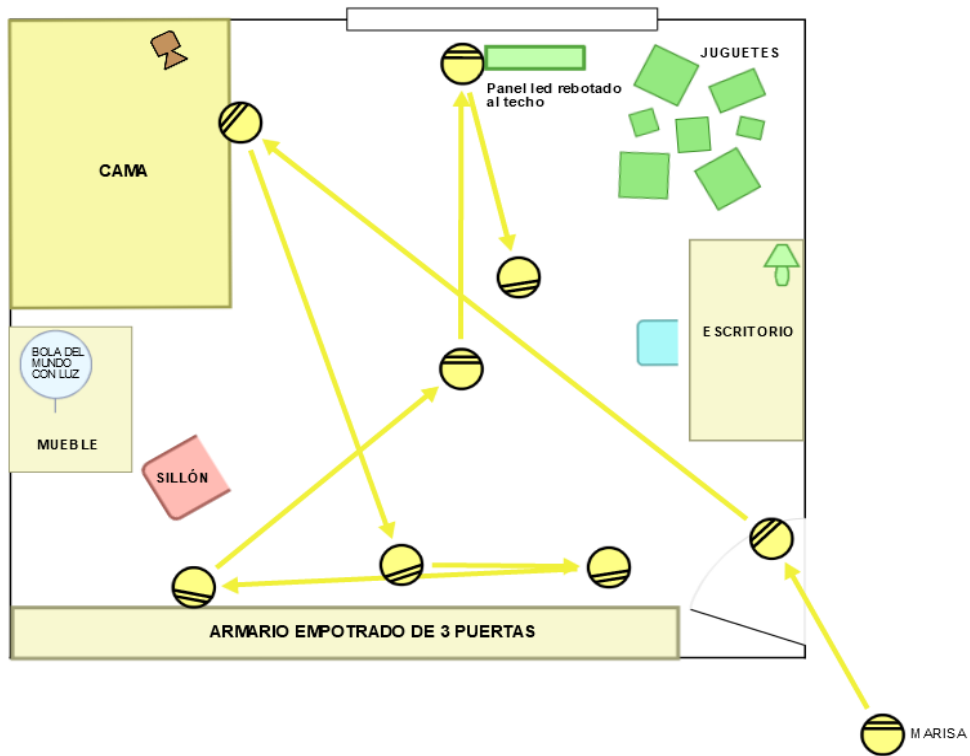 JUGUETES
Panel led rebotado
al techo
CAMA
ESCRITORIO
BOLA DEL
MUNDO
CON LUZ
MUEBLE
SILLÓN
ARMARIO EMPOTRADO DE 3 PUERTAS
MARISA